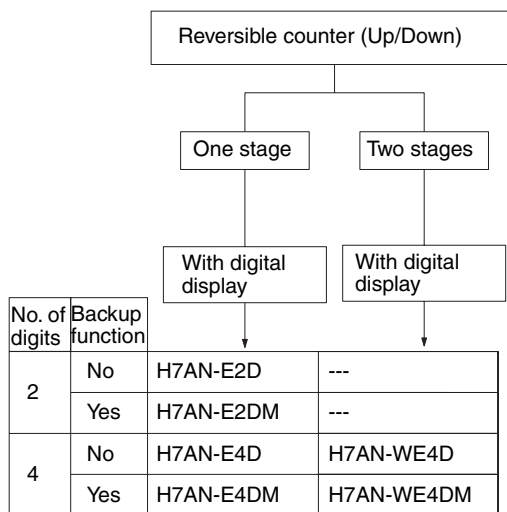 Reversible counter (Up/Down)
One stage
Two stages
With digital
display
With digital
display
No. of
digits
Backup
function
2
No
H7AN-E2D
---
Yes
H7AN-E2DM
---
4
No
H7AN-E4D
H7AN-WE4D
Yes
H7AN-E4DM
H7AN-WE4DM